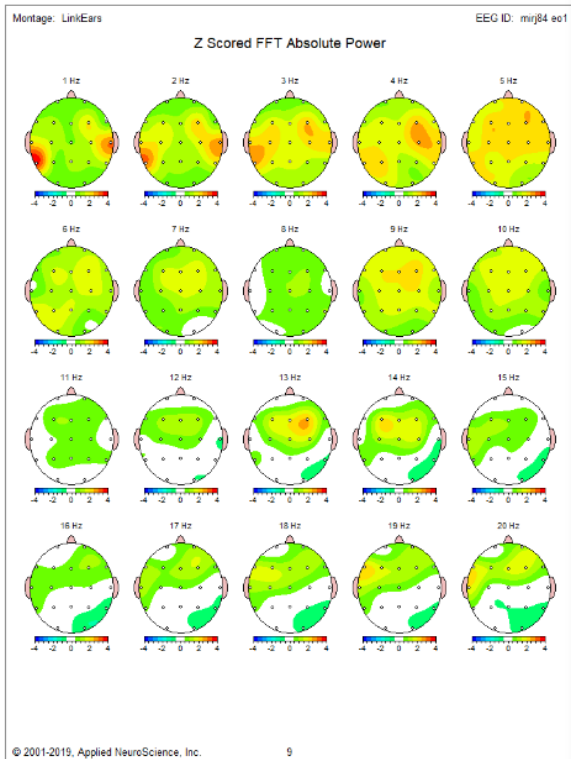 Montage: LinkEars EEG ID: mirj84 eo1
Z Scored FFT Absolute Power
1 Hz 2 Hz 3 Hz 4 Hz 5 Hz
-4 -2 0 2 4 -4 -2 0 2 4 -4 -2 0 2 4 -4 -2 0 2 4 -4 -2 0 2 4
6 Hz 7 Hz 8 Hz 9 Hz 10 Hz
-4 -2 0 2 4 -4 -2 0 2 4 -4 -2 0 2 4 -4 -2 0 2 4 -4 -2 0 2 4
11 Hz 12 Hz 13 Hz 14 Hz 15 Hz
-4 -2 0 2 4 -4 -2 0 2 4 -4 -2 0 2 4 -4 -2 0 2 4 -4 -2 0 2 4
16 Hz 17 Hz 18 Hz 19 Hz 20 Hz
-4 -2 0 2 4 -4 -2 0 2 4 -4 -2 0 2 4 -4 -2 0 2 4 -4 -2 0 2 4
© 2001-2019, Applied NeuroScience, Inc. 9